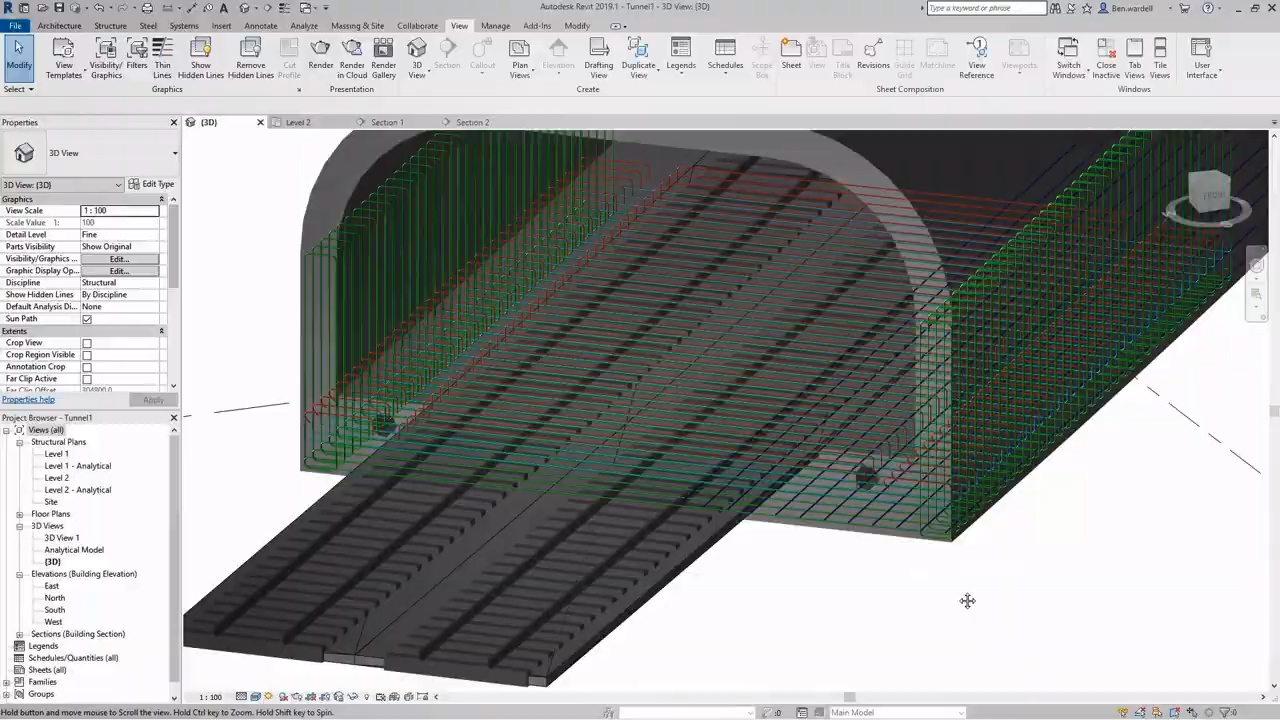 Autodesk Revit 2019.1 - Tunnel1 - 3D View: {3D}
Type a keyword or phrase
Ben.wardell
File Architecture Structure Steel Systems Insert Annotate Analyze Massing & Site Collaborate View Manage Add-Ins Modify
Modify View Templates Visibility/ Graphics Filters Thin Lines Show Hidden Lines Remove Hidden Lines Cut Profile Render Render in Cloud Render Gallery 3D View Section Callout Plan Views Elevation Drafting View Duplicate View Legends Schedules Scope Box Sheet View Title Block Revisions Guide Grid Matchline View Reference Viewports Switch Windows Close Inactive Tab Views Tile Views User Interface
Select Graphics Presentation Create Sheet Composition Windows
Properties
{3D} Level 2 Section 1 Section 2
3D View
3D View: {3D} Edit Type
Graphics
View Scale 1 : 100
Scale Value 1: 100
Detail Level Fine
Parts Visibility Show Original
Visibility/Graphics ... Edit...
Graphic Display Op... Edit...
Discipline Structural
Show Hidden Lines By Discipline
Default Analysis Di... None
Sun Path
Extents
Crop View
Crop Region Visible
Annotation Crop
Far Clip Active
Far Clip Offset 304800.0
Properties help Apply
FRONT
Project Browser - Tunnel1
Views (all)
Structural Plans
Level 1
Level 1 - Analytical
Level 2
Level 2 - Analytical
Site
Floor Plans
3D Views
3D View 1
Analytical Model
{3D}
Elevations (Building Elevation)
East
North
South
West
Sections (Building Section)
Legends
Schedules/Quantities (all)
Sheets (all)
Families
Groups
1 : 100
Hold button and move mouse to Scroll the view. Hold Ctrl key to Zoom. Hold Shift key to Spin.
:0
Main Model
:0